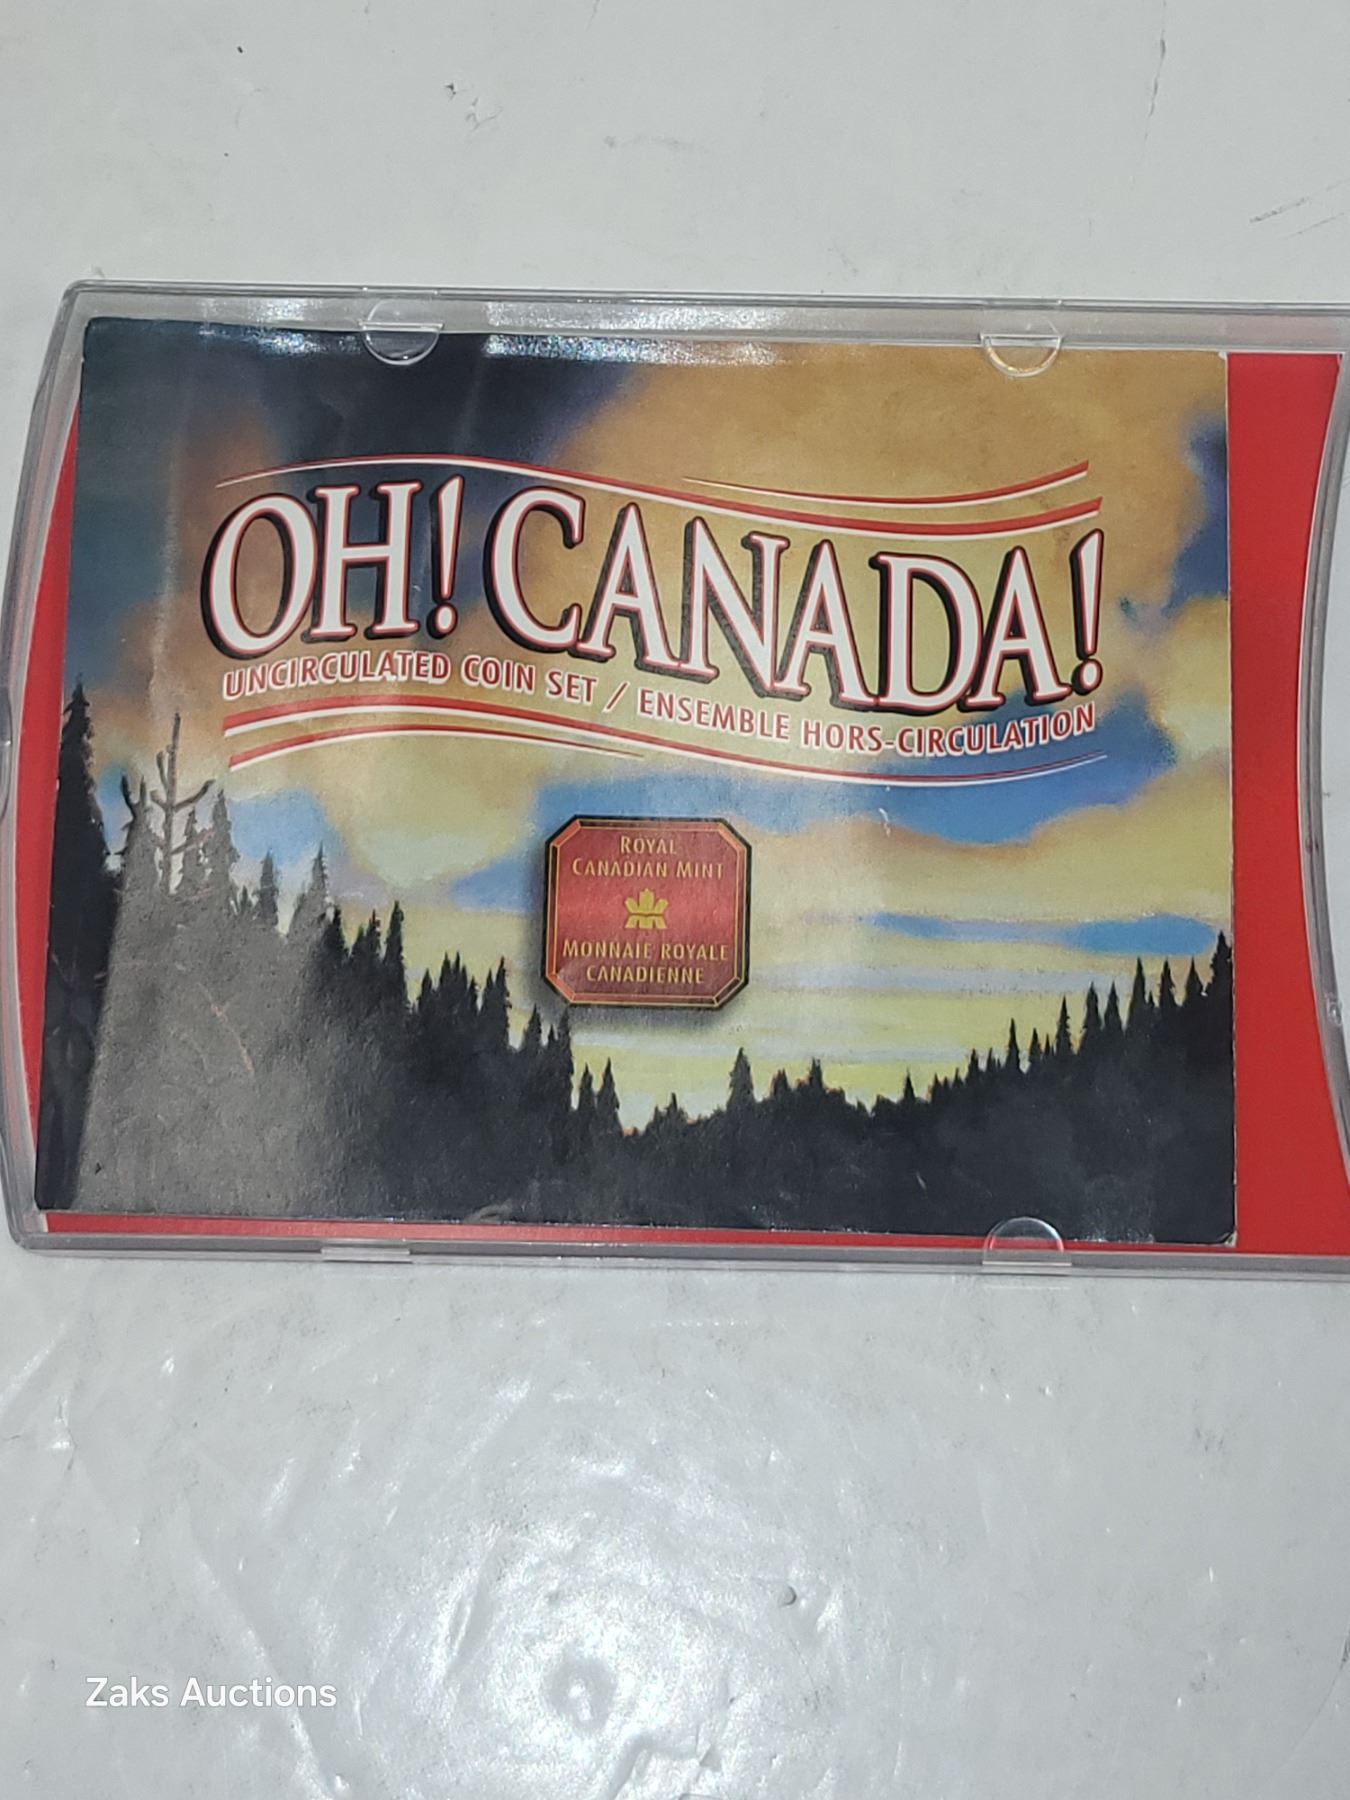 OH! CANADA!
UNCIRCULATED COIN SET / ENSEMBLE HORS-CIRCULATION
ROYAL
CANADIAN MINT
MONNAIE ROYALE
CANADIENNE
Zaks Auctions